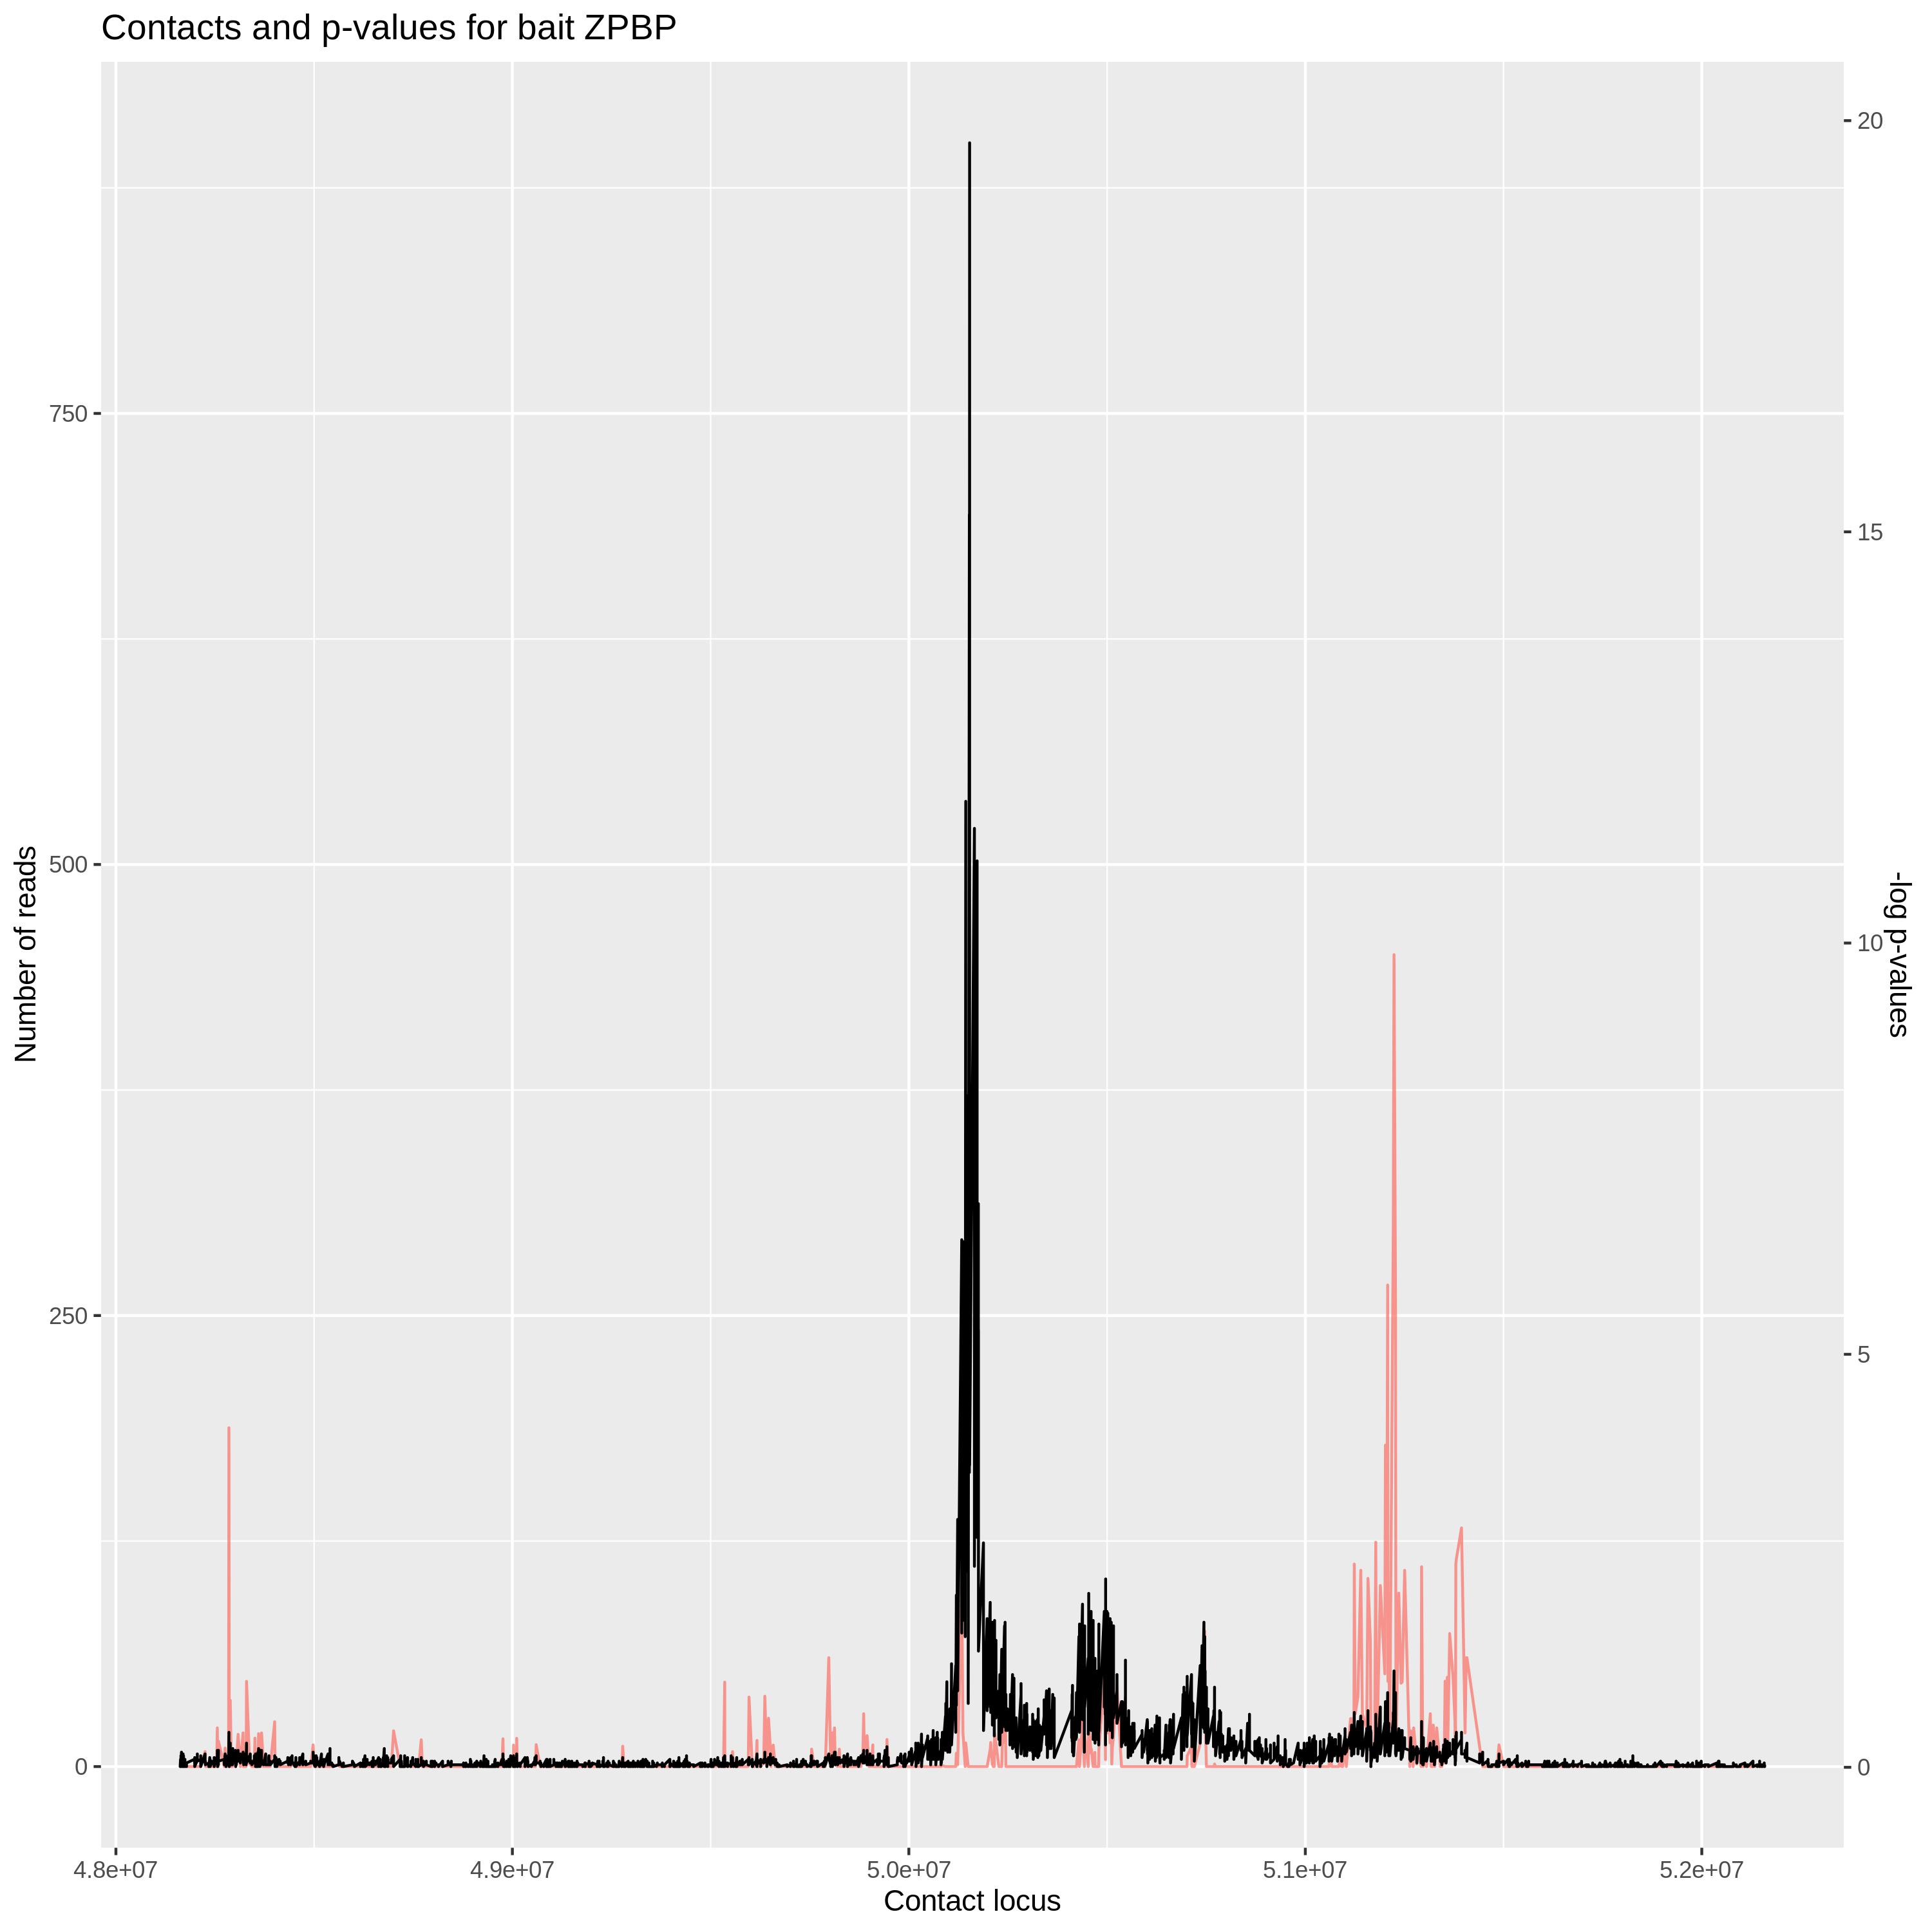 Contacts and p-values for bait ZPBP
Number of reads
750
500
250
0
20
15
10
5
0
-log p-values
4.8e+07
4.9e+07
5.0e+07
5.1e+07
5.2e+07
Contact locus